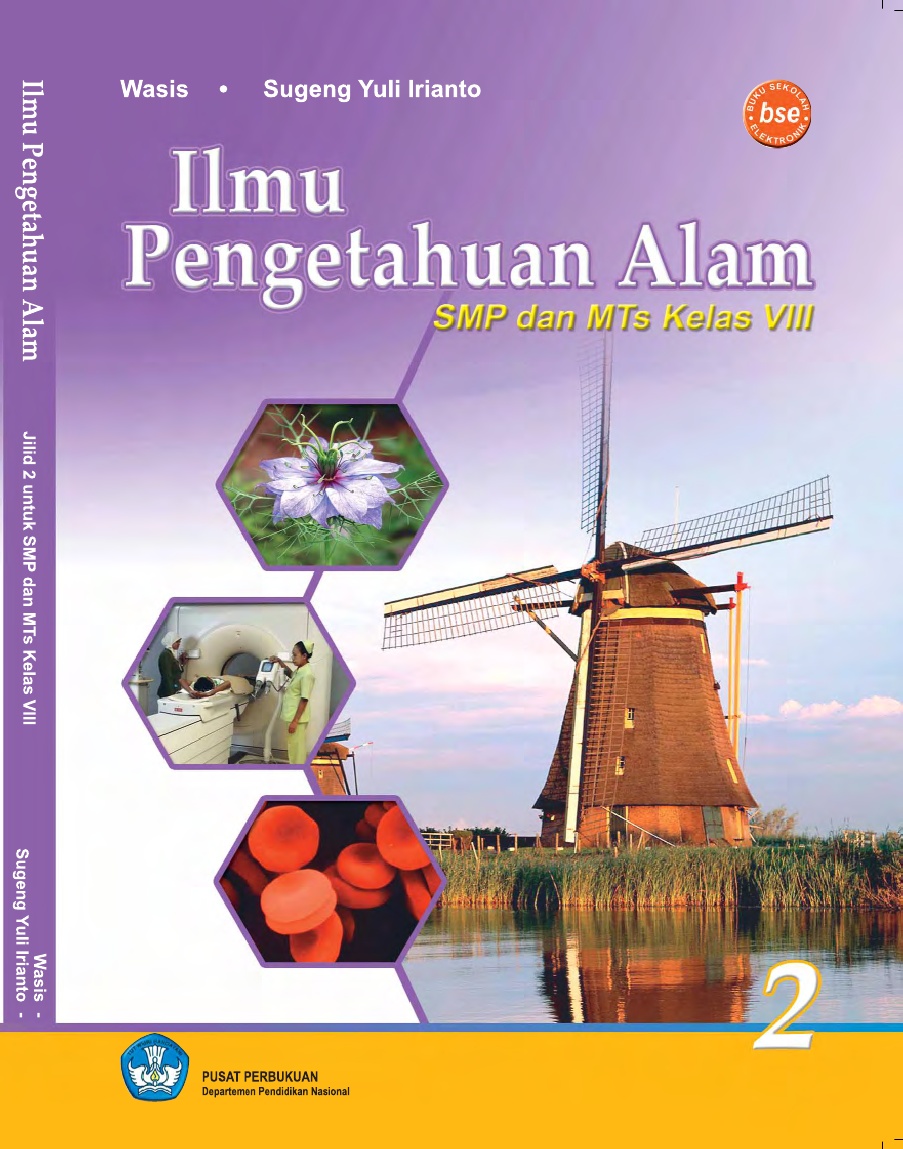 Wasis • Sugeng Yuli Irianto
BUKU SEKOLAH
bse
ELEKTRONIK
Ilmu
Pengetahuan Alam
SMP dan MTs Kelas VIII
2
PUSAT PERBUKUAN
Departemen Pendidikan Nasional
Ilmu Pengetahuan Alam
Jilid 2 untuk SMP dan MTs Kelas VIII
Wasis -
Sugeng Yuli Irianto -